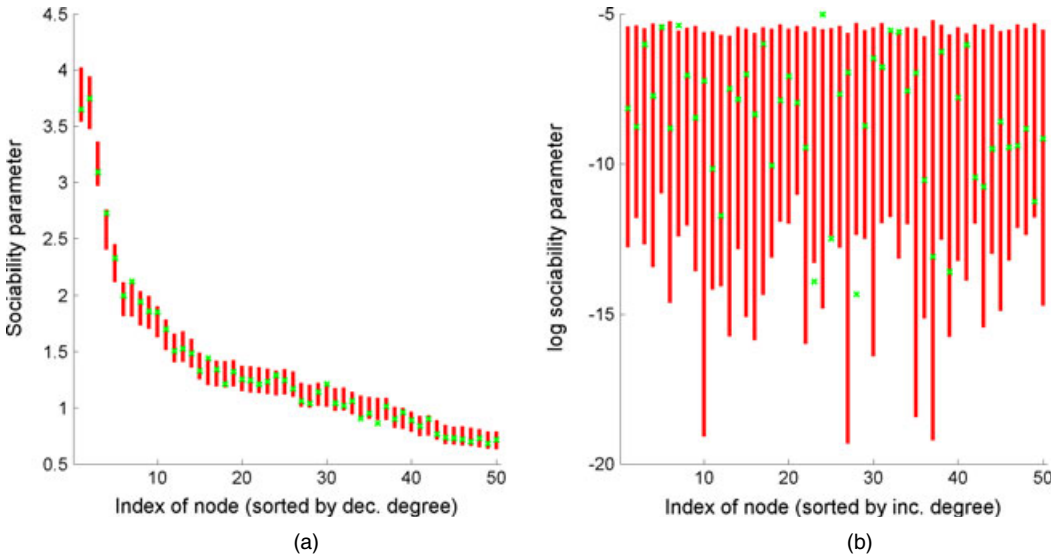 4.5
4
3.5
3
2.5
2
1.5
1
0.5
Sociability parameter
10 20 30 40 50
Index of node (sorted by dec. degree)
(a)
-5
-10
-15
-20
log sociability parameter
10 20 30 40 50
Index of node (sorted by inc. degree)
(b)